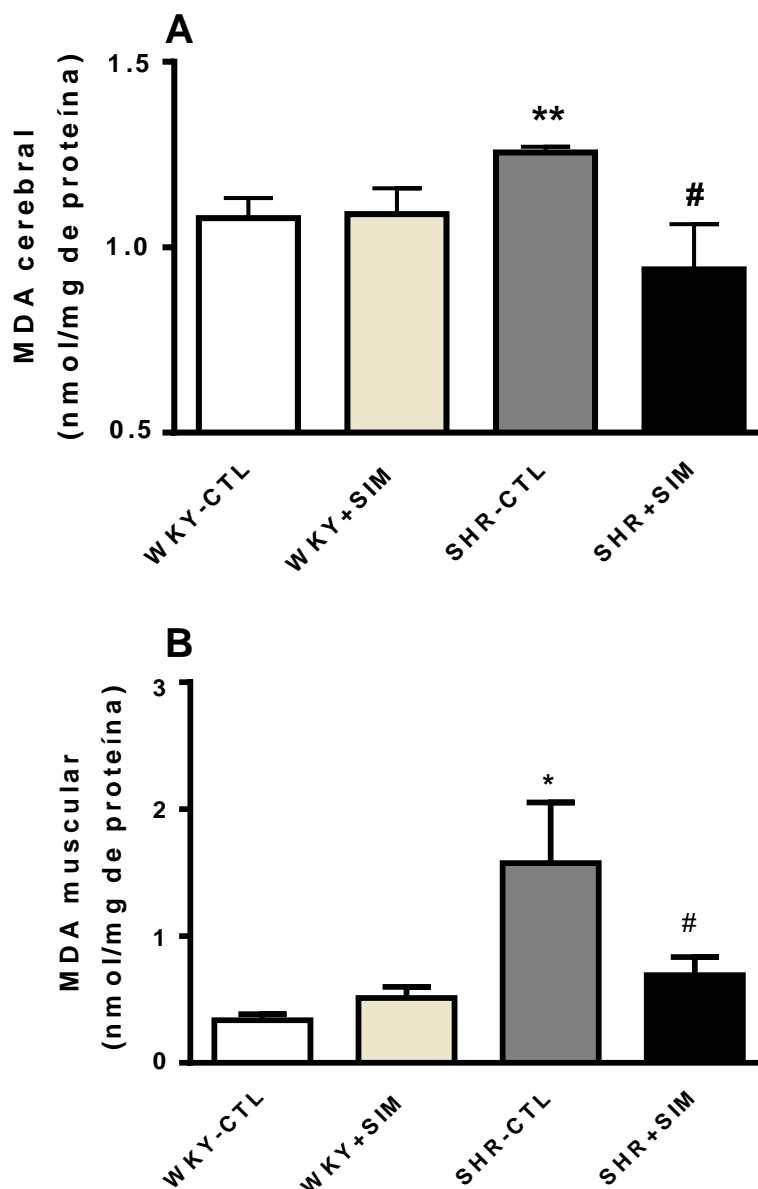 A
MDA cerebral
(nmol/mg de proteína)
1.5
1.0
0.5
**
#
WKY-CTL
WKY+SIM
SHR-CTL
SHR+SIM
B
MDA muscular
(nmol/mg de proteína)
3
2
1
0
*
#
WKY-CTL
WKY+SIM
SHR-CTL
SHR+SIM